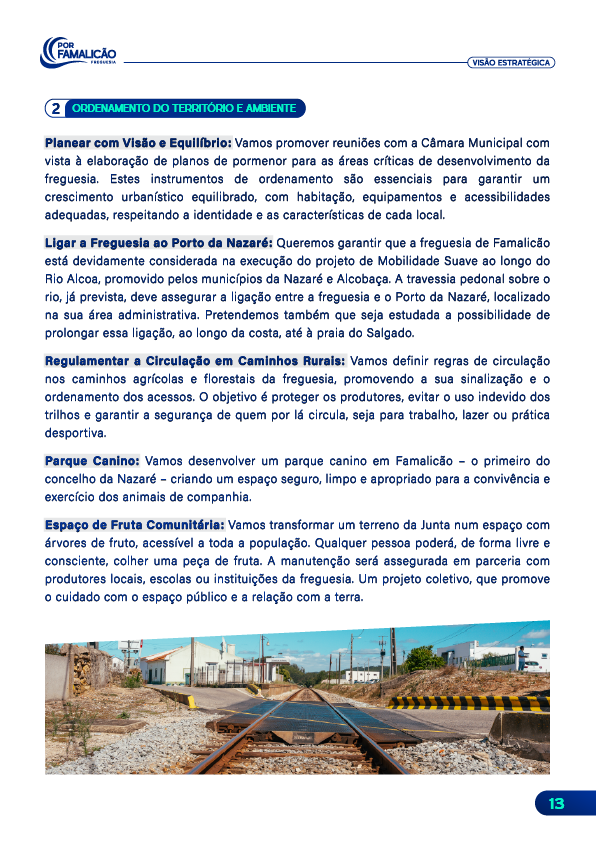 POR
FAMALICÃO
FREGUESIA
VISÃO ESTRATÉGICA
2 ORDENAMENTO DO TERRITÓRIO E AMBIENTE
Planear com Visão e Equilíbrio: Vamos promover reuniões com a Câmara Municipal com
vista à elaboração de planos de pormenor para as áreas críticas de desenvolvimento da
freguesia. Estes instrumentos de ordenamento são essenciais para garantir um
crescimento urbanístico equilibrado, com habitação, equipamentos e acessibilidades
adequadas, respeitando a identidade e as características de cada local.
Ligar a Freguesia ao Porto da Nazaré: Queremos garantir que a freguesia de Famalicão
está devidamente considerada na execução do projeto de Mobilidade Suave ao longo do
Rio Alcoa, promovido pelos municípios da Nazaré e Alcobaça. A travessia pedonal sobre o
rio, já prevista, deve assegurar a ligação entre a freguesia e o Porto da Nazaré, localizado
na sua área administrativa. Pretendemos também que seja estudada a possibilidade de
prolongar essa ligação, ao longo da costa, até à praia do Salgado.
Regulamentar a Circulação em Caminhos Rurais: Vamos definir regras de circulação
nos caminhos agrícolas e florestais da freguesia, promovendo a sua sinalização e o
ordenamento dos acessos. O objetivo é proteger os produtores, evitar o uso indevido dos
trilhos e garantir a segurança de quem por lá circula, seja para trabalho, lazer ou prática
desportiva.
Parque Canino: Vamos desenvolver um parque canino em Famalicão – o primeiro do
concelho da Nazaré – criando um espaço seguro, limpo e apropriado para a convivência e
exercício dos animais de companhia.
Espaço de Fruta Comunitária: Vamos transformar um terreno da Junta num espaço com
árvores de fruto, acessível a toda a população. Qualquer pessoa poderá, de forma livre e
consciente, colher uma peça de fruta. A manutenção será assegurada em parceria com
produtores locais, escolas ou instituições da freguesia. Um projeto coletivo, que promove
o cuidado com o espaço público e a relação com a terra.
13